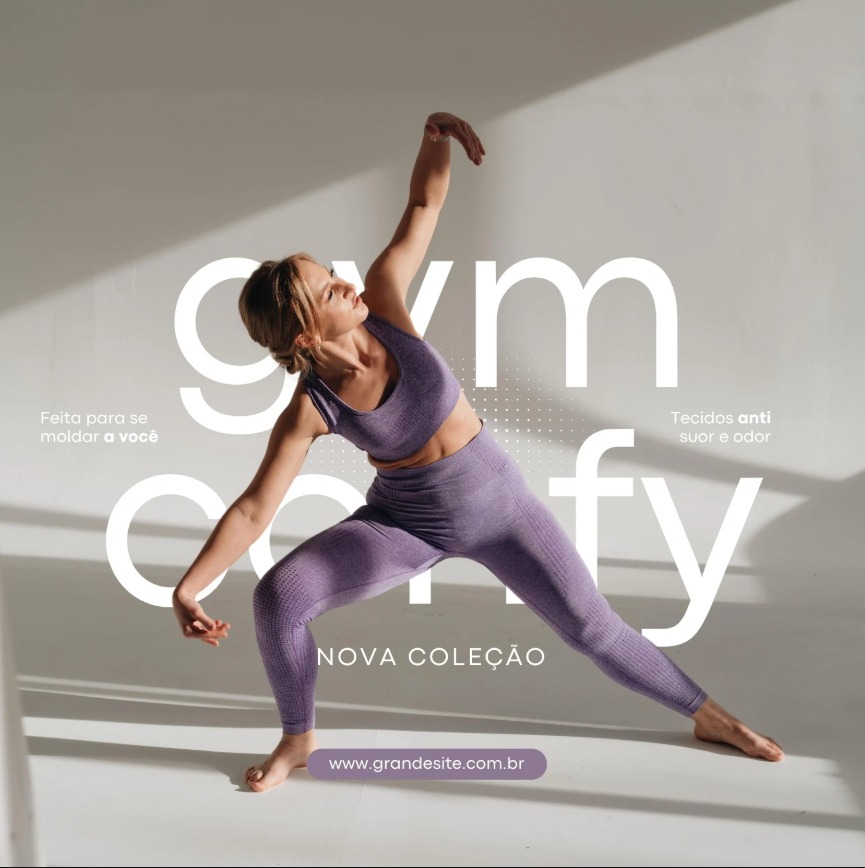 gym
Feita para se
moldar a você
Tecidos anti
suor e odor
comfy
NOVA COLEÇÃO
www.grandesite.com.br